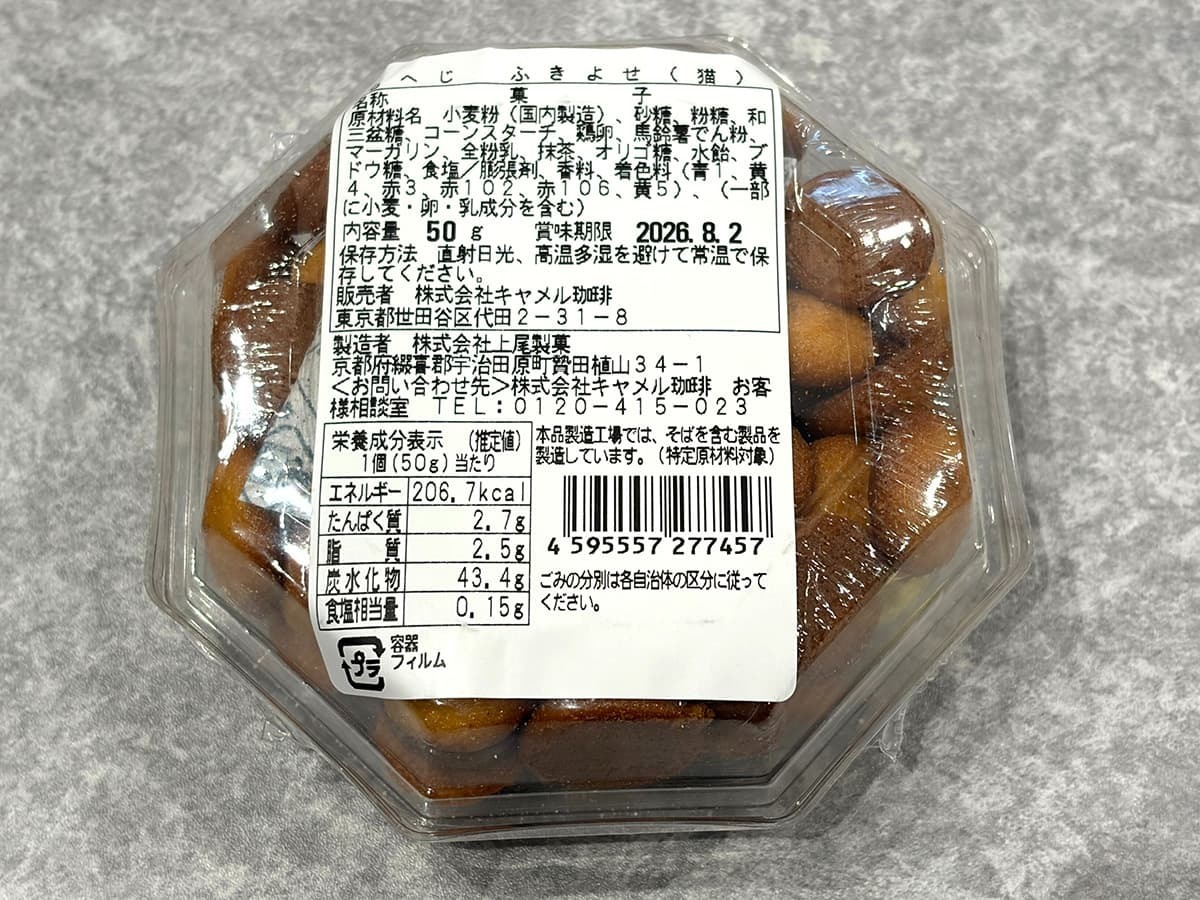 へじ ふきよせ(猫)
名称 菓子
原材料名 小麦粉(国内製造)、砂糖、粉糖、和
三盆糖、コーンスターチ、鶏卵、馬鈴薯でん粉、
マーガリン、全粉乳、抹茶、オリゴ糖、水飴、ブ
ドウ糖、食塩/膨張剤、香料、着色料(青1、黄
4、赤3、赤102、赤106、黄5)、(一部
に小麦・卵・乳成分を含む)
内容量 50g 賞味期限 2026.8.2
保存方法 直射日光、高温多湿を避けて常温で保
存してください。
販売者 株式会社キャメル珈琲
東京都世田谷区代田2-31-8
製造者 株式会社上尾製菓
京都府綴喜郡宇治田原町贄田植山34-1
<お問い合わせ先>株式会社キャメル珈琲 お客
様相談室 TEL:0120-415-023
栄養成分表示 (推定値)
1個(50g)当たり
エネルギー 206.7kcal
たんぱく質 2.7g
脂質 2.5g
炭水化物 43.4g
食塩相当量 0.15g
本品製造工場では、そばを含む製品を
製造しています。(特定原材料対象)
4 595557 277457
ごみの分別は各自治体の区分に従って
ください。
プラ
容器
フィルム